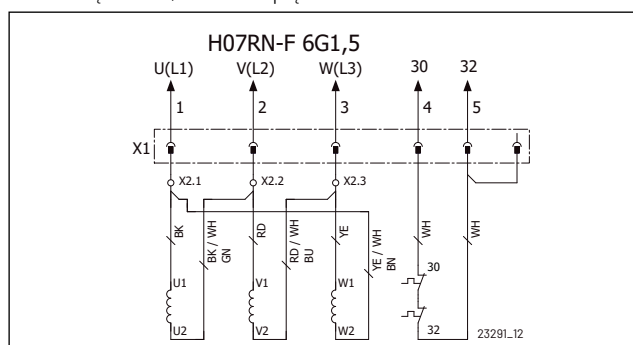 H07RN-F 6G1,5
U(L1) V(L2) W(L3) 30 32
1 2 3 4 5
X1
X2.1 X2.2 X2.3
BK
BK / WH
GN
RD
RD / WH
BU
YE
YE / WH
BN
WH
WH
30
U1 V1 W1
U2 V2 W2 32
23291_12